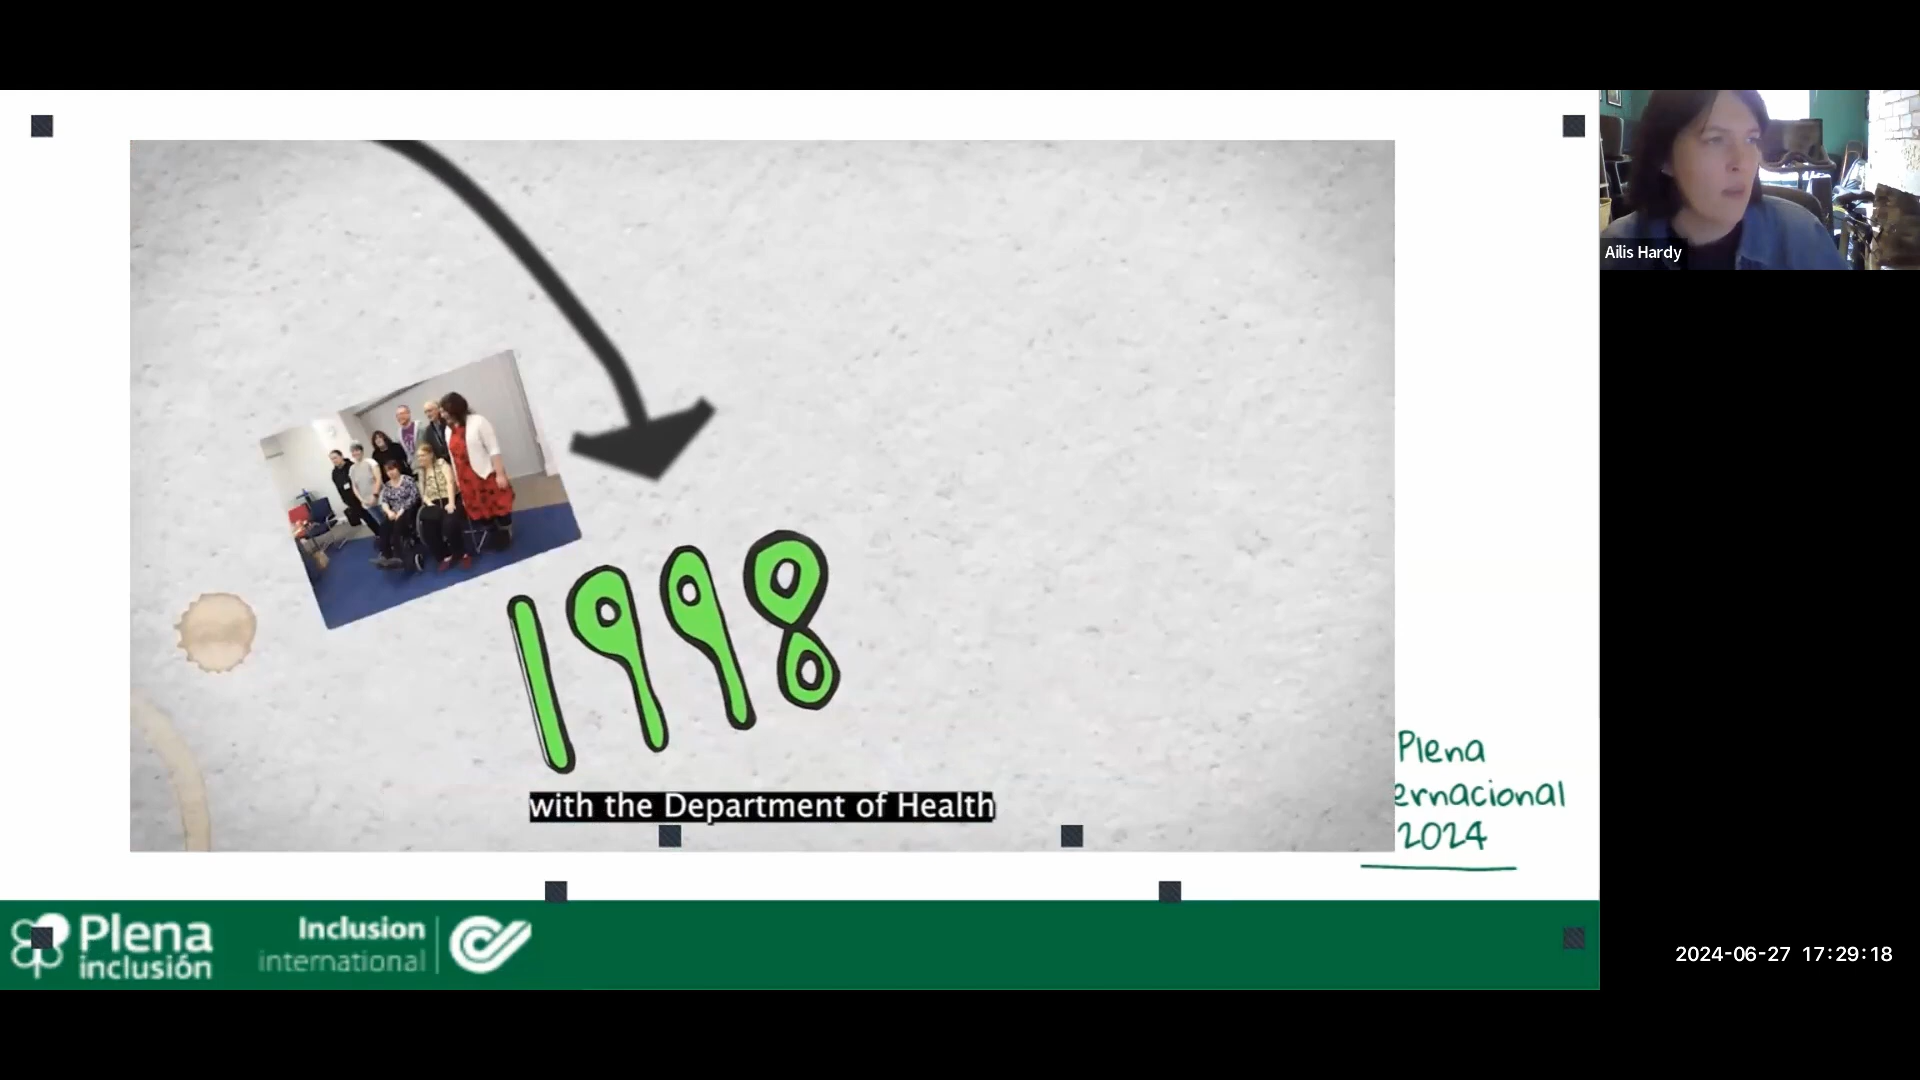 Ailis Hardy
1998
with the Department of Health
Plena
ernacional
2024
Plena
inclusión
Inclusion
international
2024-06-27 17:29:18